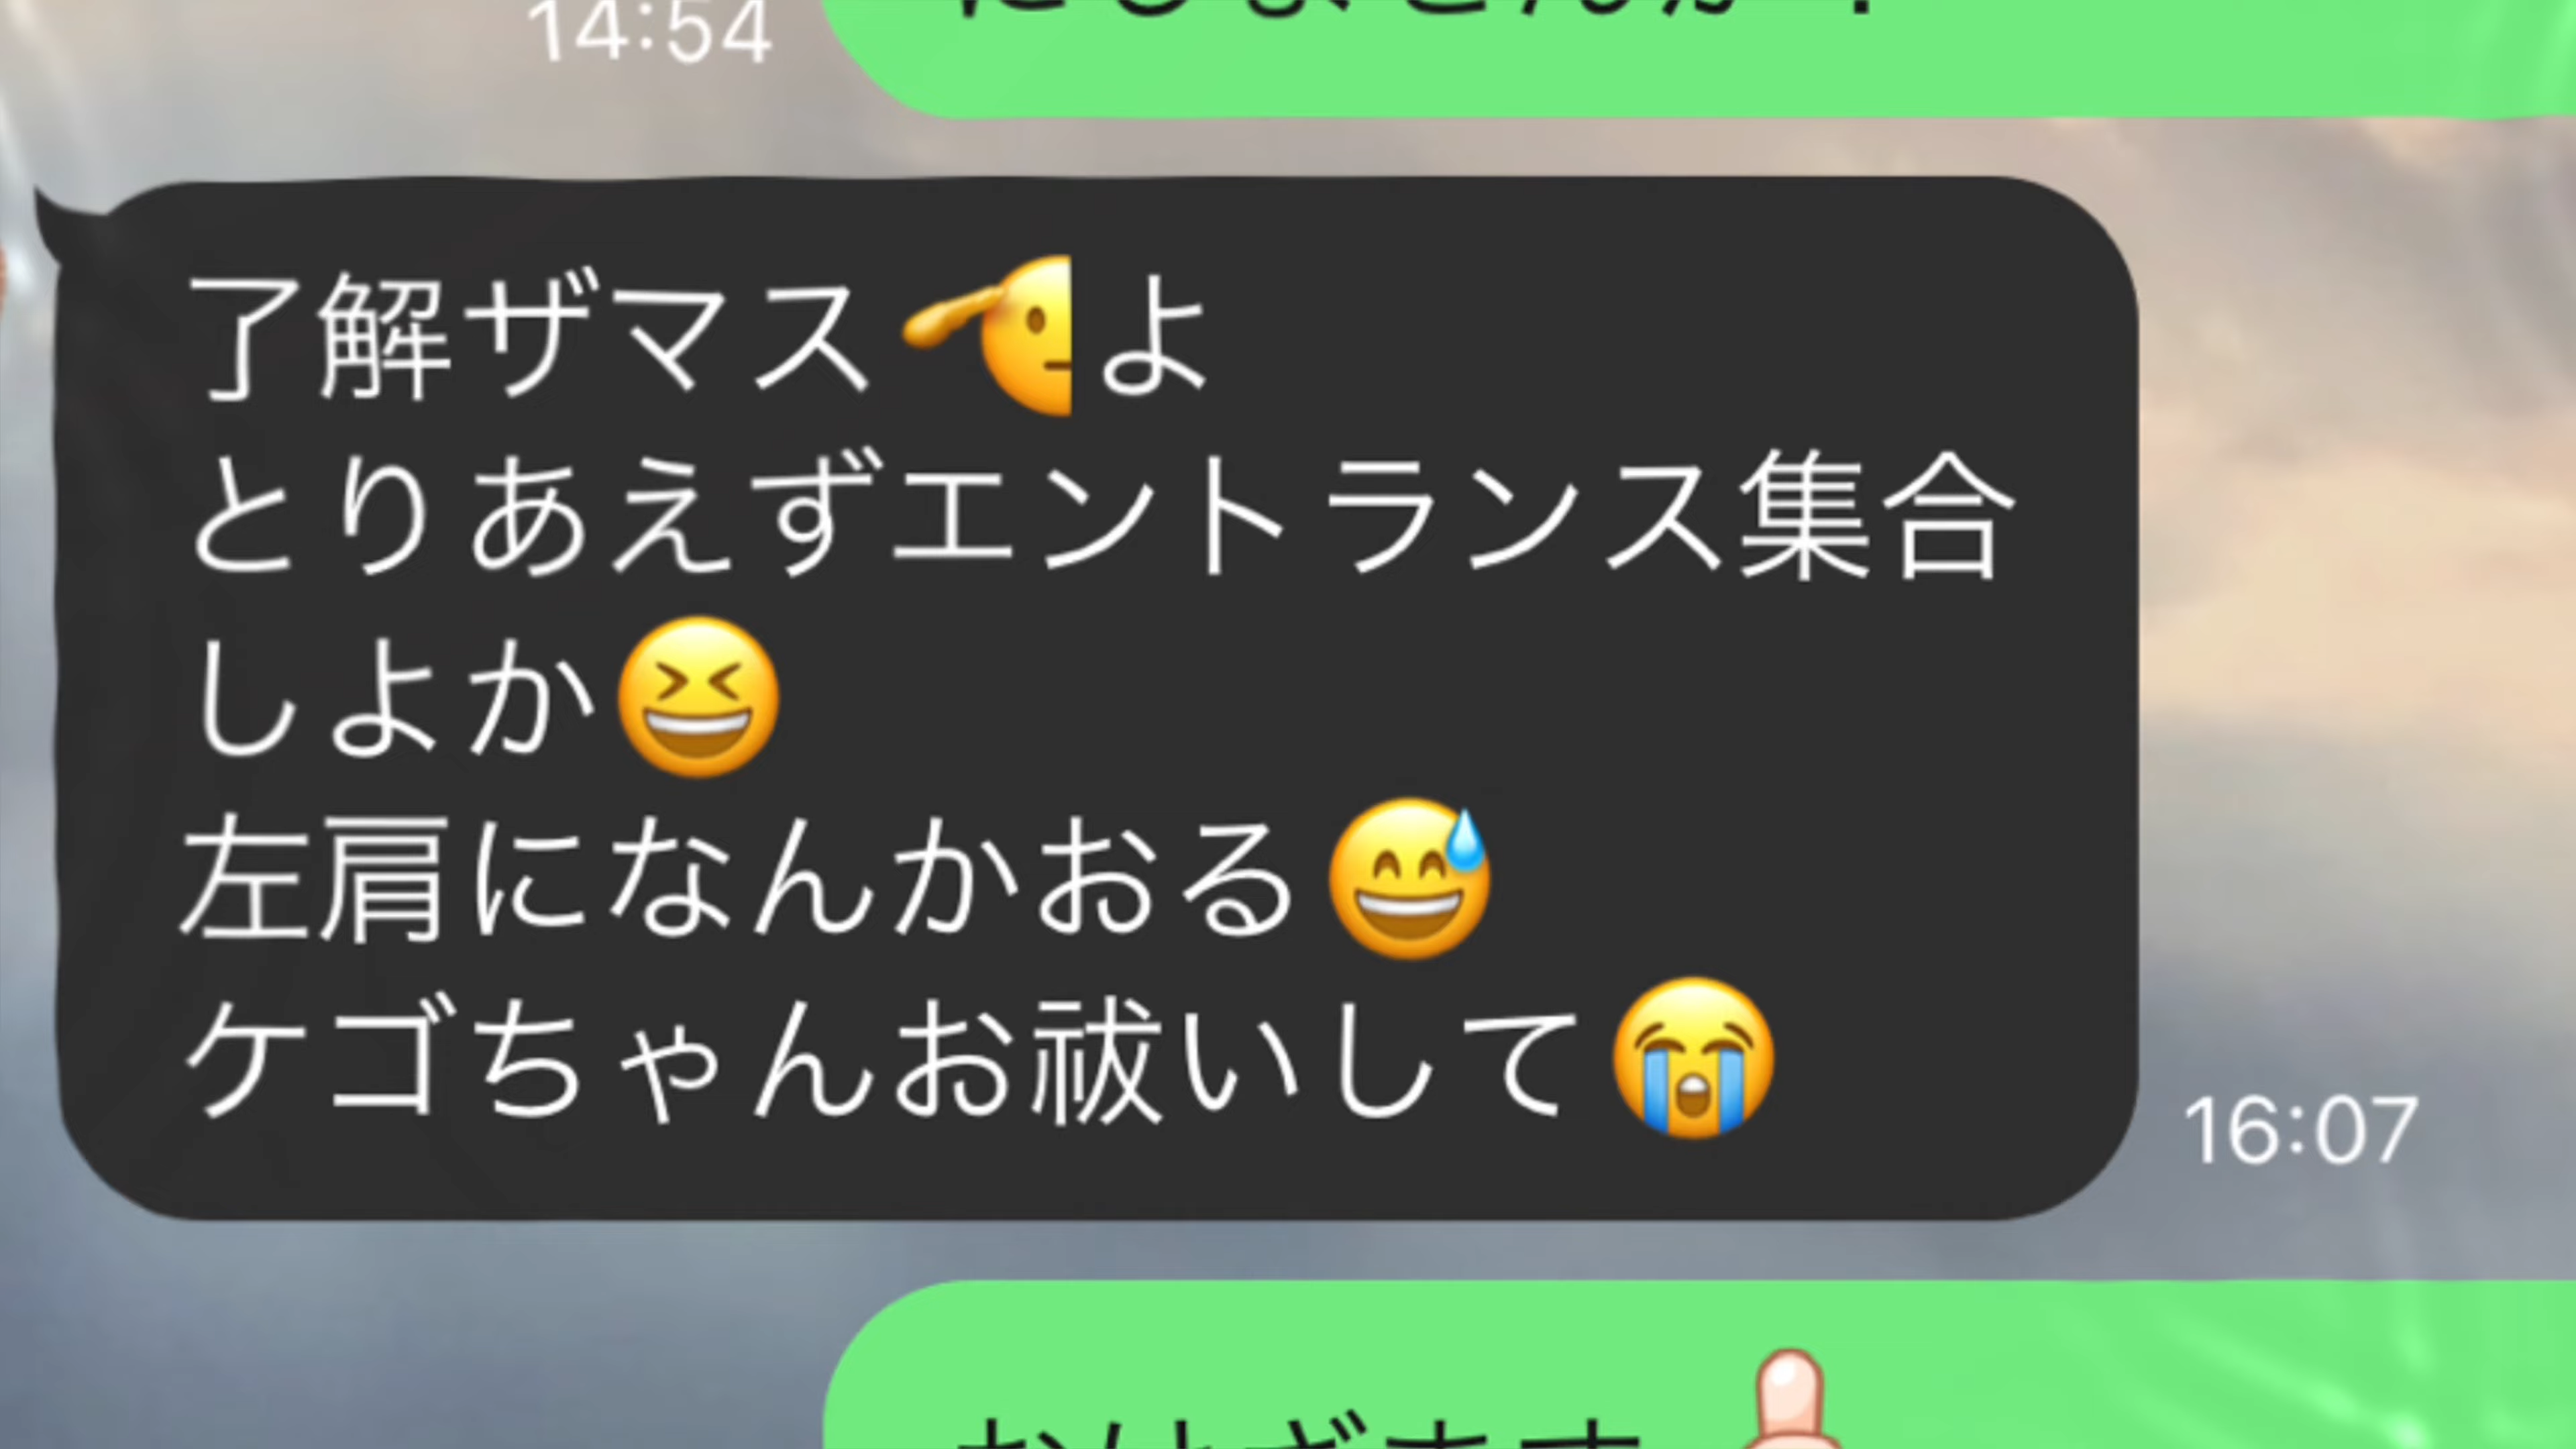 14:54
了解ザマス🫡よ
とりあえずエントランス集合
しよか😆
左肩になんかおる😅
ケゴちゃんお祓いして😭
16:07